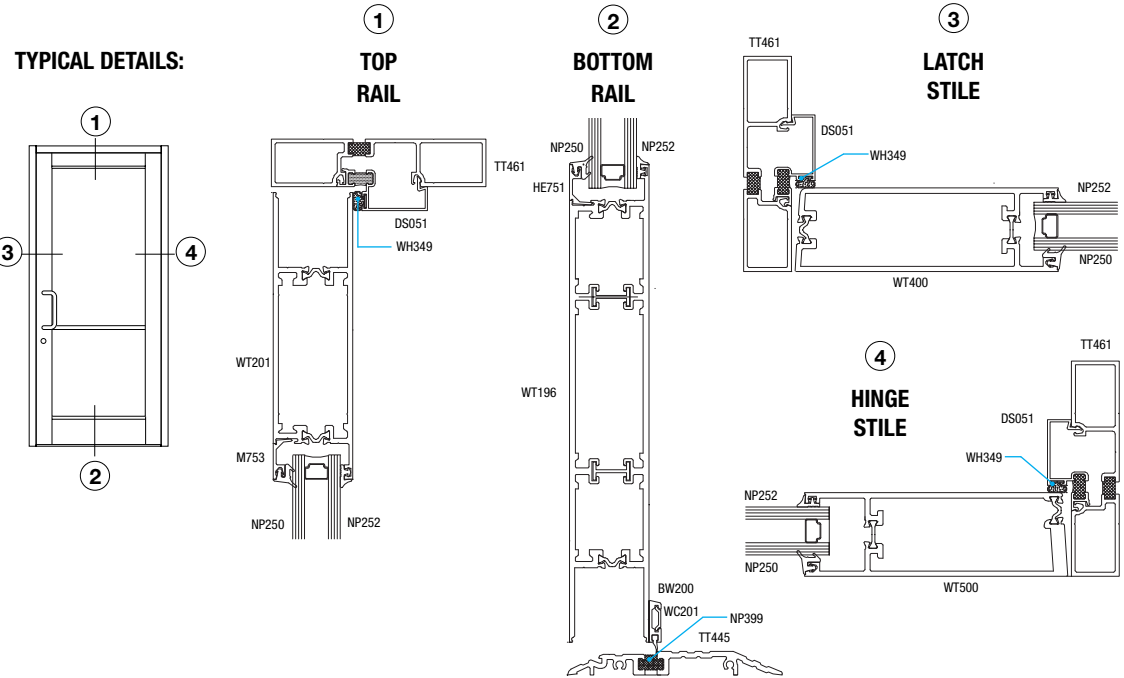 TYPICAL DETAILS:
1
3
4
2
1
TOP
RAIL
TT461
DS051
WH349
WT201
M753
NP250
NP252
2
BOTTOM
RAIL
NP250
NP252
HE751
WT196
BW200
WC201
NP399
TT445
3
LATCH
STILE
TT461
DS051
WH349
NP252
NP250
WT400
4
HINGE
STILE
TT461
DS051
WH349
NP252
NP250
WT500